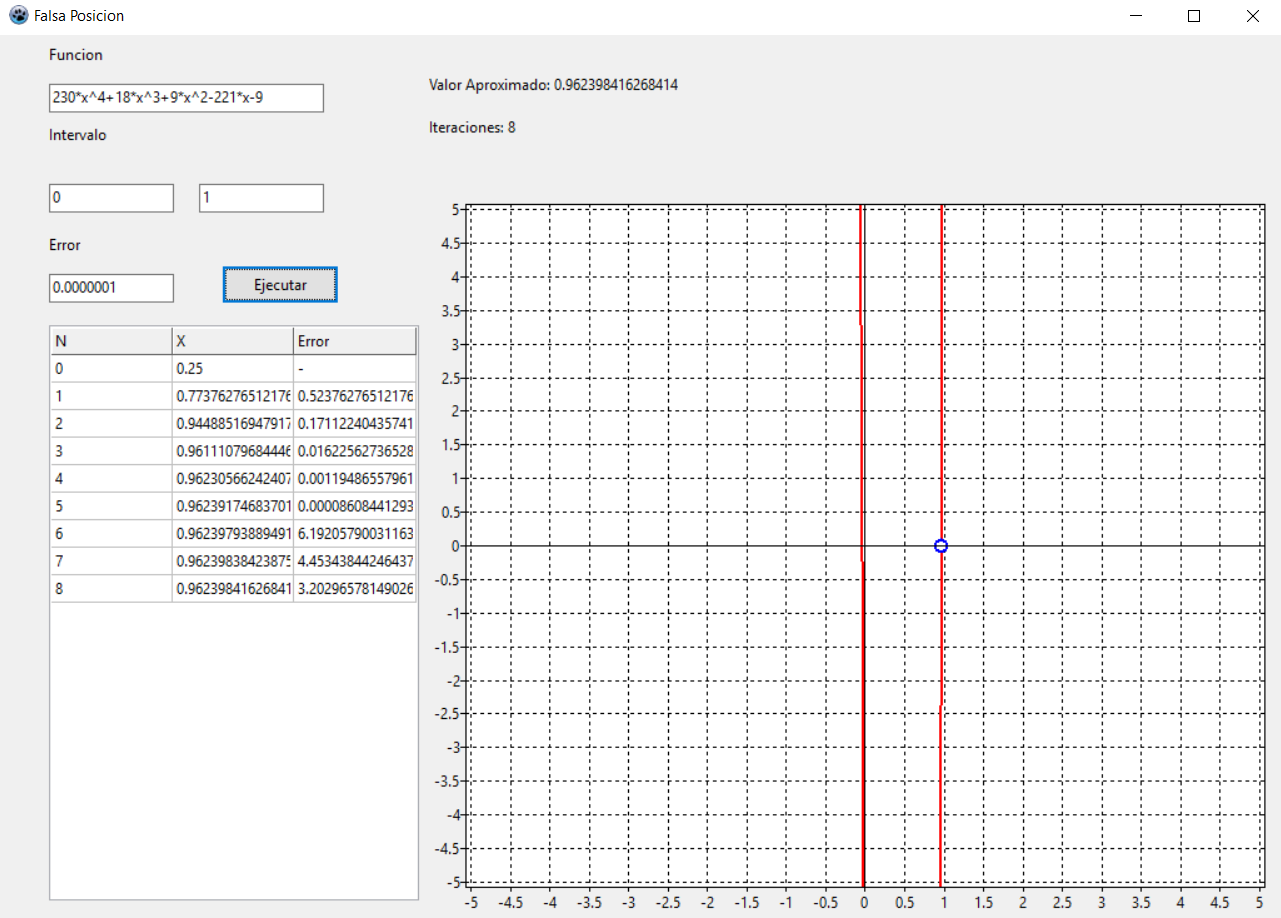 Falsa Posicion
Funcion
230*x^4+18*x^3+9*x^2-221*x-9
Intervalo
0 1
Error
0.0000001 Ejecutar
N X Error
0 0.25 -
1 0.77376276512176 0.52376276512176
2 0.94488516947917 0.17112240435741
3 0.96111079684446 0.01622562736528
4 0.96230566242407 0.00119486557961
5 0.96239174683701 0.00008608441293
6 0.96239793889491 6.19205790031163
7 0.96239838423875 4.45343844246437
8 0.96239841626841 3.20296578149026
Valor Aproximado: 0.962398416268414
Iteraciones: 8
5
4.5
4
3.5
3
2.5
2
1.5
1
0.5
0
-0.5
-1
-1.5
-2
-2.5
-3
-3.5
-4
-4.5
-5
-5 -4.5 -4 -3.5 -3 -2.5 -2 -1.5 -1 -0.5 0 0.5 1 1.5 2 2.5 3 3.5 4 4.5 5